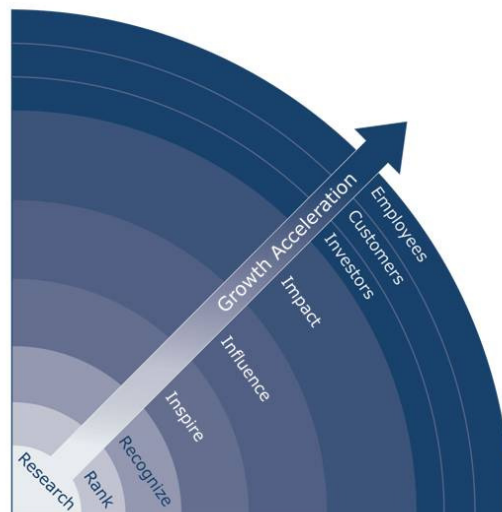 Employees
Customers
Investors
Growth Acceleration
Impact
Influence
Inspire
Recognize
Rank
Research